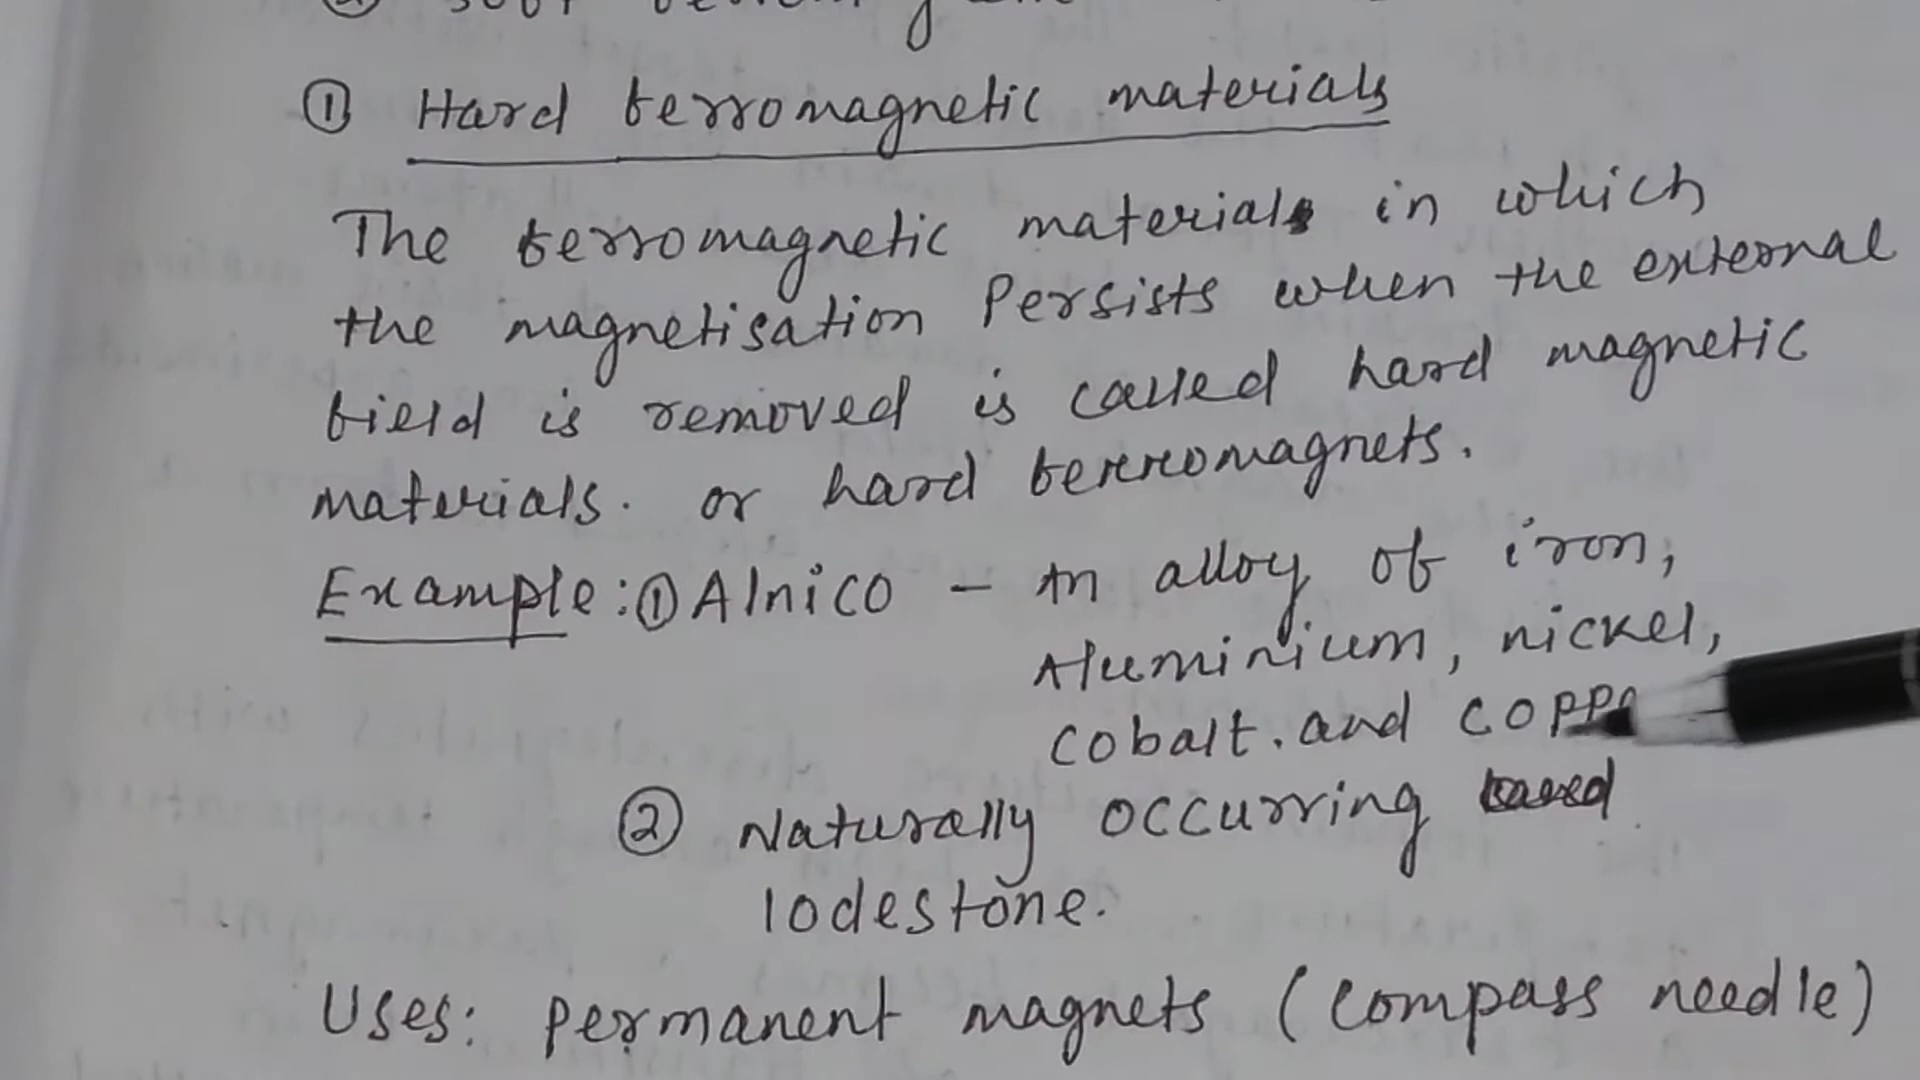 ① Hard ferromagnetic materials
The ferromagnetic materials in which
the magnetisation Persists when the external
field is removed is called hard magnetic
materials. or hard ferromagnets.
Example: ① Alnico - An alloy of iron,
Aluminium, nickel,
cobalt. and
② Naturally occurring
lodestone.
Uses: permanent magnets (compass needle)